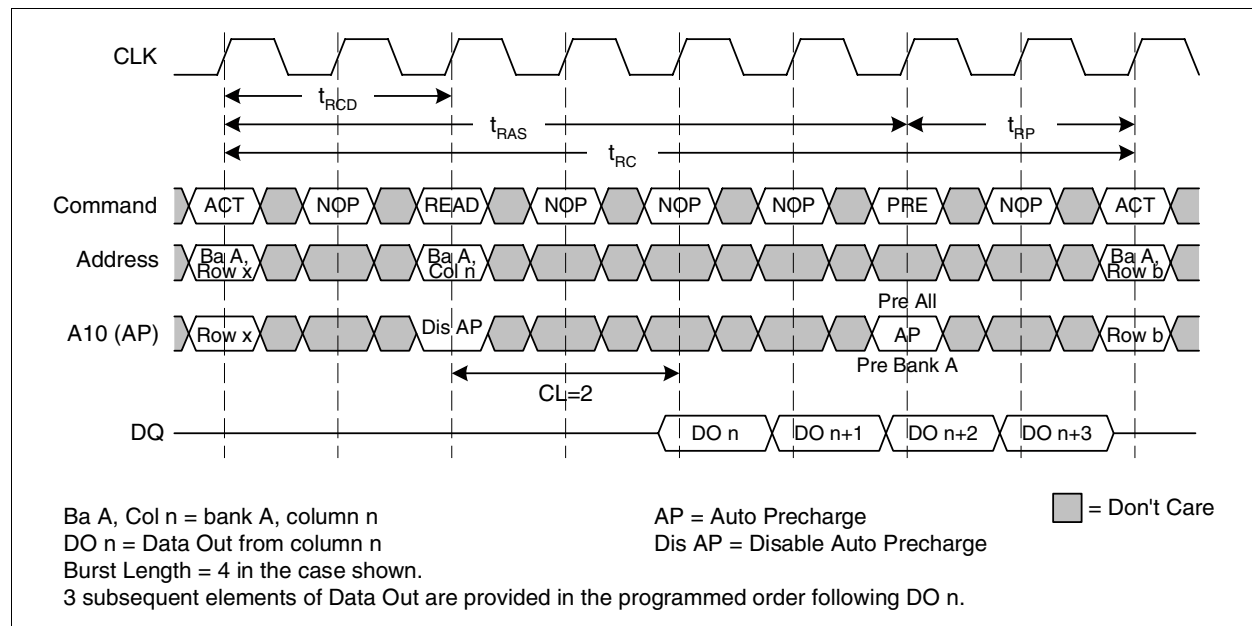 CLK
tRCD
tRAS
tRP
tRC
Command
ACT NOP READ NOP NOP NOP PRE NOP ACT
Address
Ba A, Row x
Ba A, Col n
Ba A, Row b
Pre All
A10 (AP)
Row x Dis AP AP Row b
Pre Bank A
CL=2
DQ
DO n DO n+1 DO n+2 DO n+3
Ba A, Col n = bank A, column n
DO n = Data Out from column n
Burst Length = 4 in the case shown.
3 subsequent elements of Data Out are provided in the programmed order following DO n.
AP = Auto Precharge
Dis AP = Disable Auto Precharge
= Don't Care